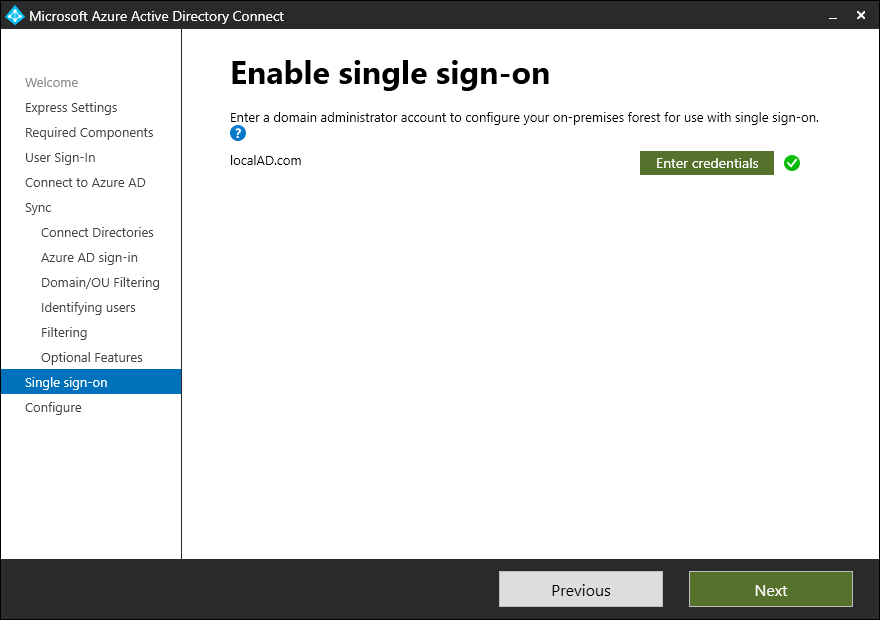 Microsoft Azure Active Directory Connect
Welcome
Express Settings
Required Components
User Sign-In
Connect to Azure AD
Sync
Connect Directories
Azure AD sign-in
Domain/OU Filtering
Identifying users
Filtering
Optional Features
Single sign-on
Configure
Enable single sign-on
Enter a domain administrator account to configure your on-premises forest for use with single sign-on.
?
localAD.com
Enter credentials
Previous
Next